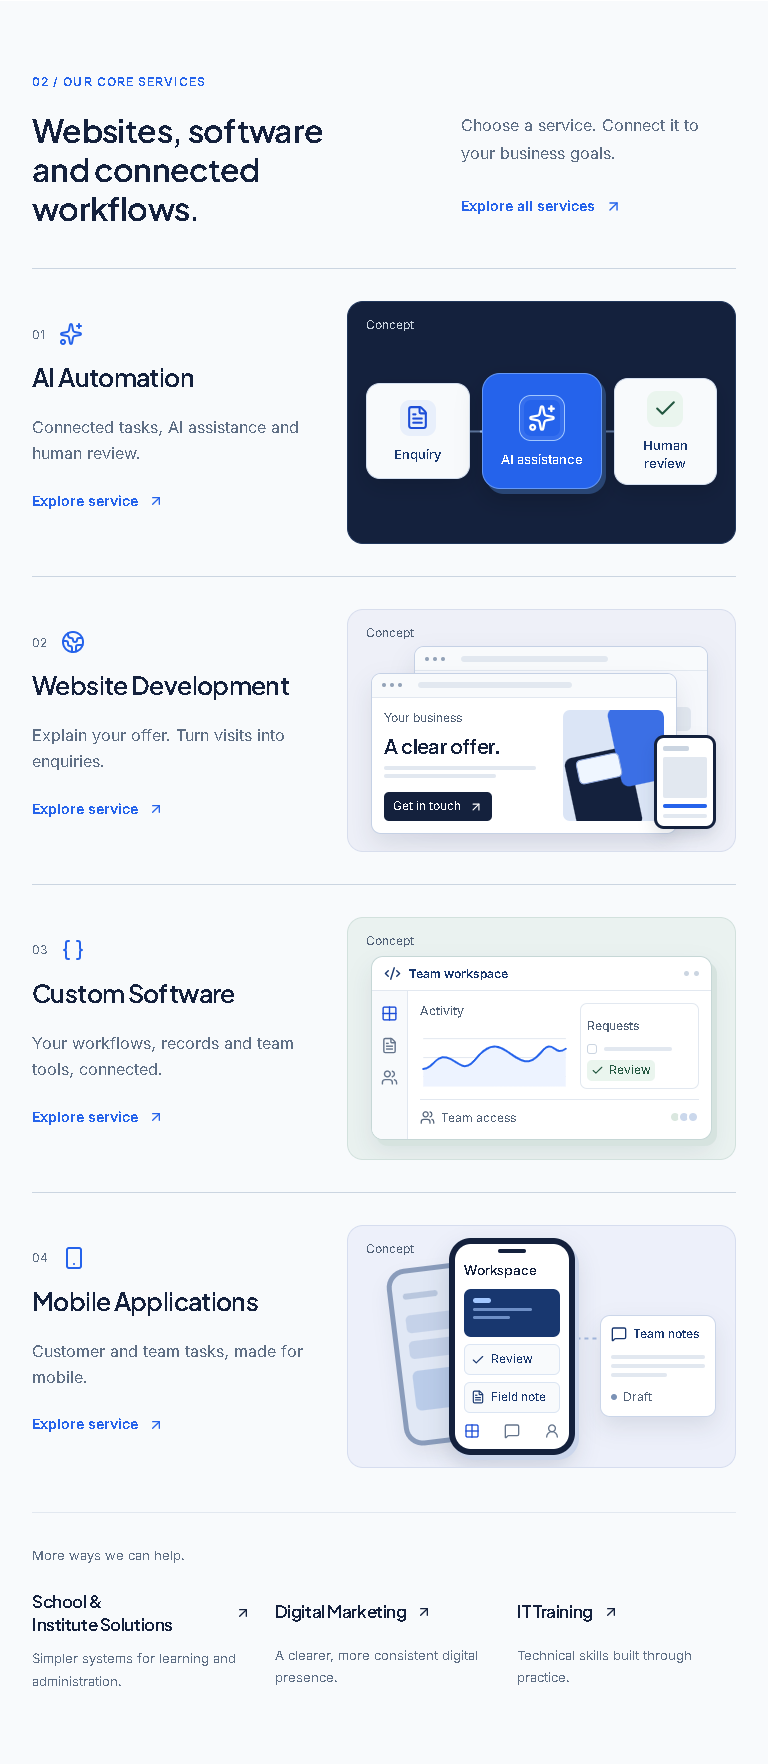 02 / OUR CORE SERVICES
Websites, software
and connected
workflows.
Choose a service. Connect it to
your business goals.
Explore all services
01
AI Automation
Connected tasks, AI assistance and
human review.
Explore service
Concept
Enquiry
AI assistance
Human
review
02
Website Development
Explain your offer. Turn visits into
enquiries.
Explore service
Concept
Your business
A clear offer.
Get in touch
03
Custom Software
Your workflows, records and team
tools, connected.
Explore service
Concept
Team workspace
Activity
Requests
Review
Team access
04
Mobile Applications
Customer and team tasks, made for
mobile.
Explore service
Concept
Workspace
Review
Field note
Team notes
Draft
More ways we can help.
School &
Institute Solutions
Simpler systems for learning and
administration.
Digital Marketing
A clearer, more consistent digital
presence.
IT Training
Technical skills built through
practice.